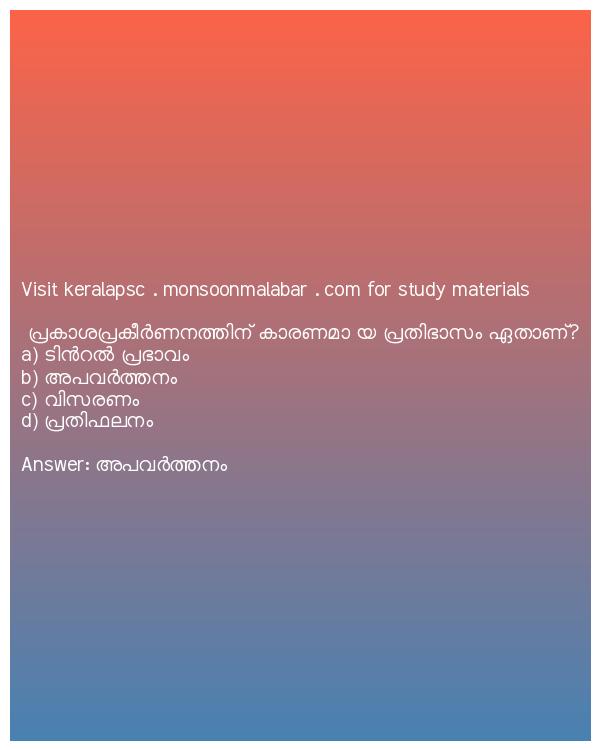 Visit keralapsc . monsoonmalabar . com for study materials
പ്രകാശപ്രകീർണനത്തിന് കാരണമാ യ പ്രതിഭാസം ഏതാണ്?
a) ടിൻറൽ പ്രഭാവം
b) അപവർത്തനം
c) വിസരണം
d) പ്രതിഫലനം
Answer: അപവർത്തനം